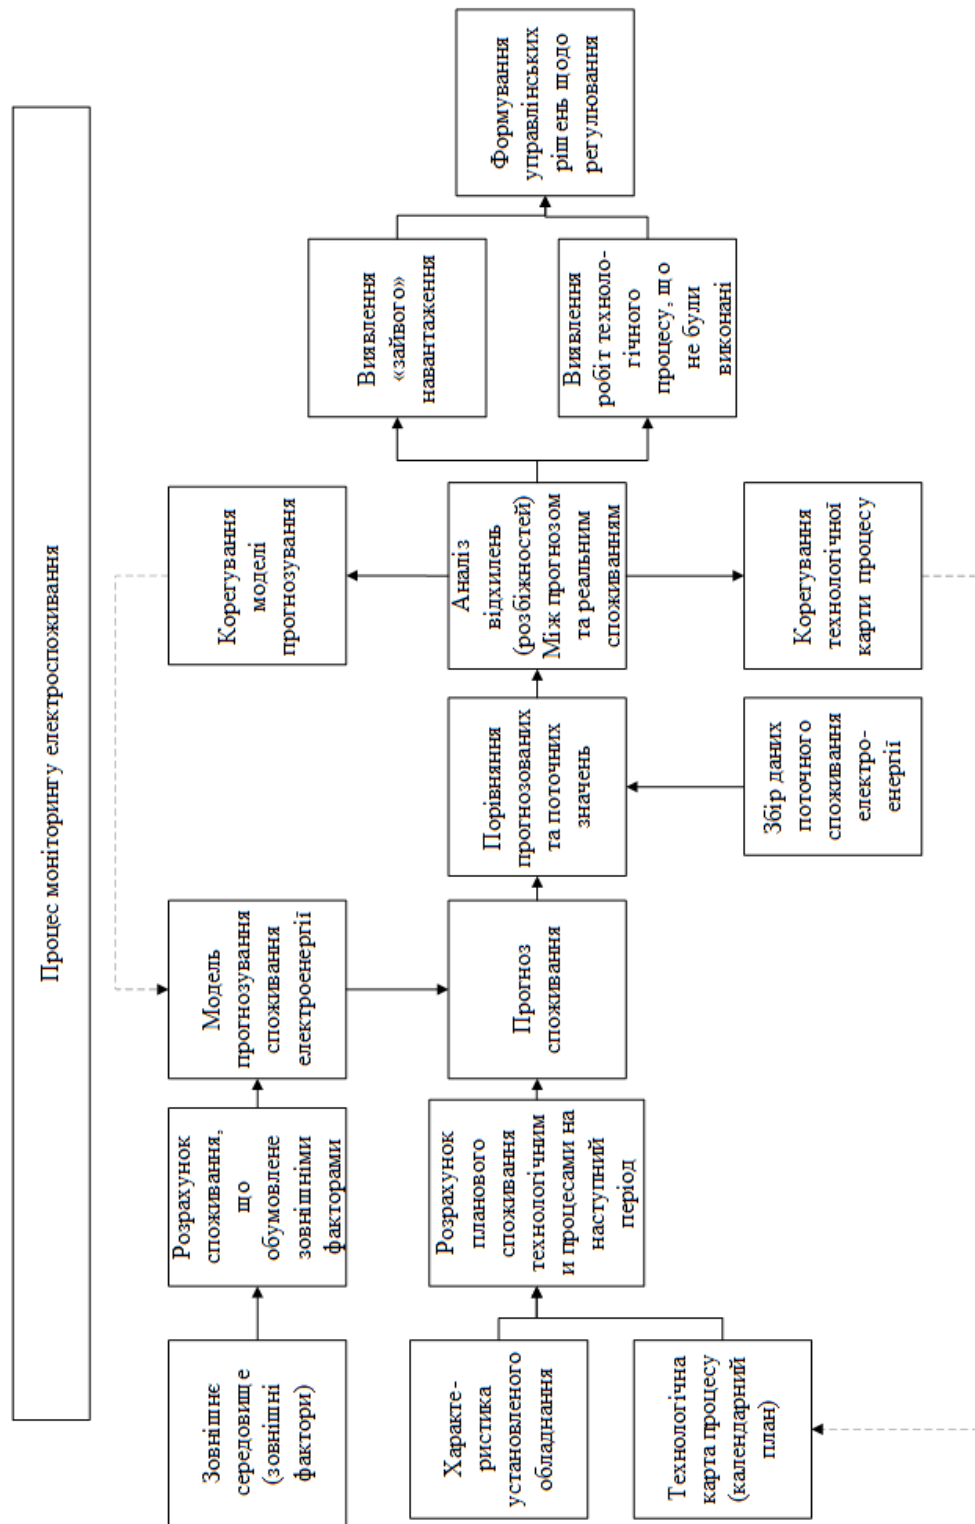 Процес моніторингу електроспоживання
Зовнішнє
середовище
(зовнішні
фактори)
Розрахунок
споживання,
що
обумовлене
зовнішніми
факторами
Модель
прогнозування
споживання
електроенергії
Корегування
моделі
прогнозування
Характе-
ристика
установленого
обладнання
Технологічна
карта процесу
(календарний
план)
Розрахунок
планового
споживання
технологічним
и процесами на
наступний
період
Прогноз
споживання
Порівняння
прогнозованих
та поточних
значень
Збір даних
поточного
споживання
електро-
енергії
Аналіз
відхилень
(розбіжностей)
Між прогнозом
та реальним
споживанням
Корегування
технологічної
карти процесу
Виявлення
«зайвого»
навантаження
Виявлення
робіт техноло-
гічного
процесу, що
не були
виконані
Формування
управлінських
рішень щодо
регулювання